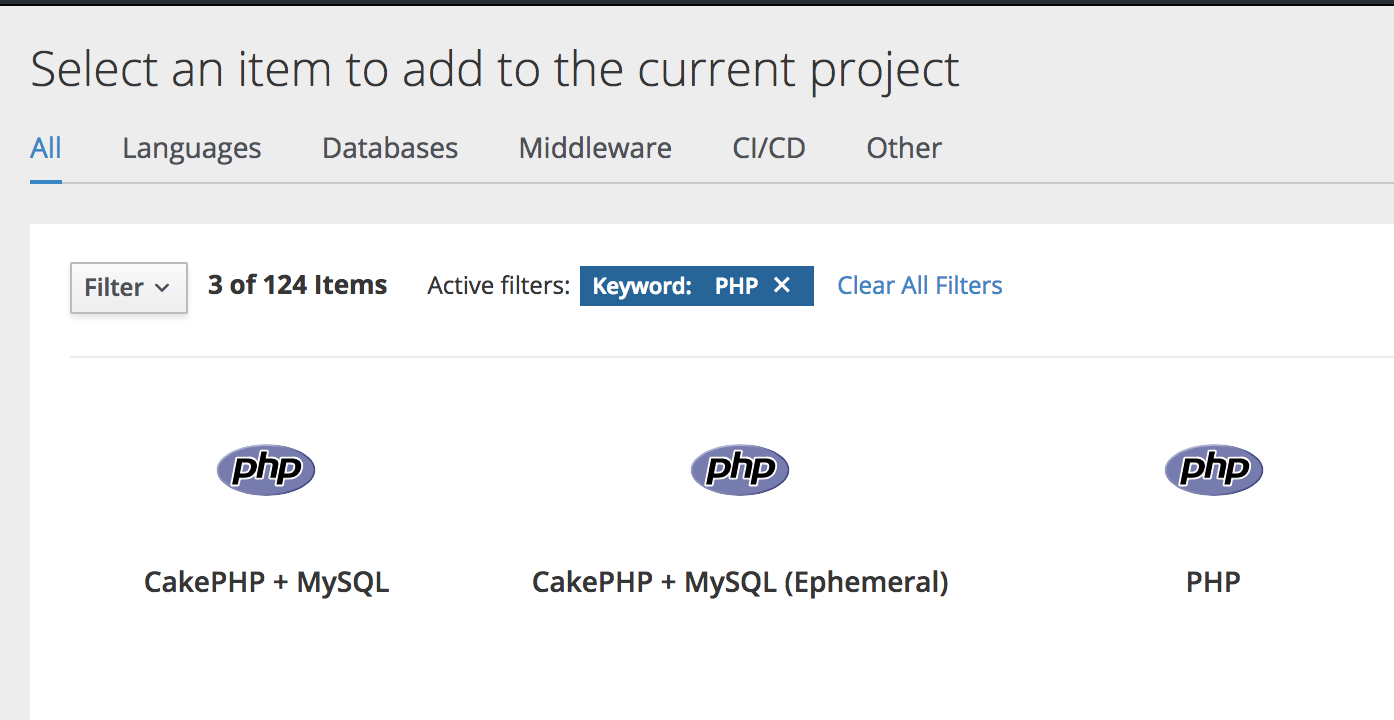 Select an item to add to the current project
All Languages Databases Middleware CI/CD Other
Filter 3 of 124 Items Active filters: Keyword: PHP ✕ Clear All Filters
php php php
CakePHP + MySQL CakePHP + MySQL (Ephemeral) PHP